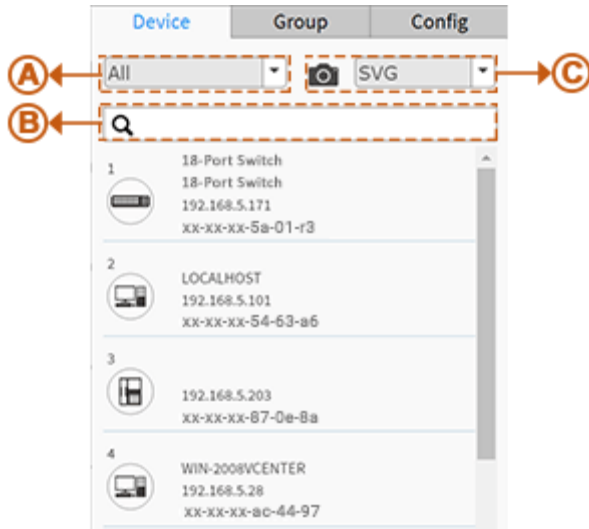 Device Group Config
A All SVG C
B
1 18-Port Switch
18-Port Switch
192.168.5.171
xx-xx-xx-5a-01-r3
2
LOCALHOST
192.168.5.101
xx-xx-xx-54-63-a6
3
192.168.5.203
xx-xx-xx-87-0e-8a
4
WIN-2008VCENTER
192.168.5.28
xx-xx-xx-ac-44-97